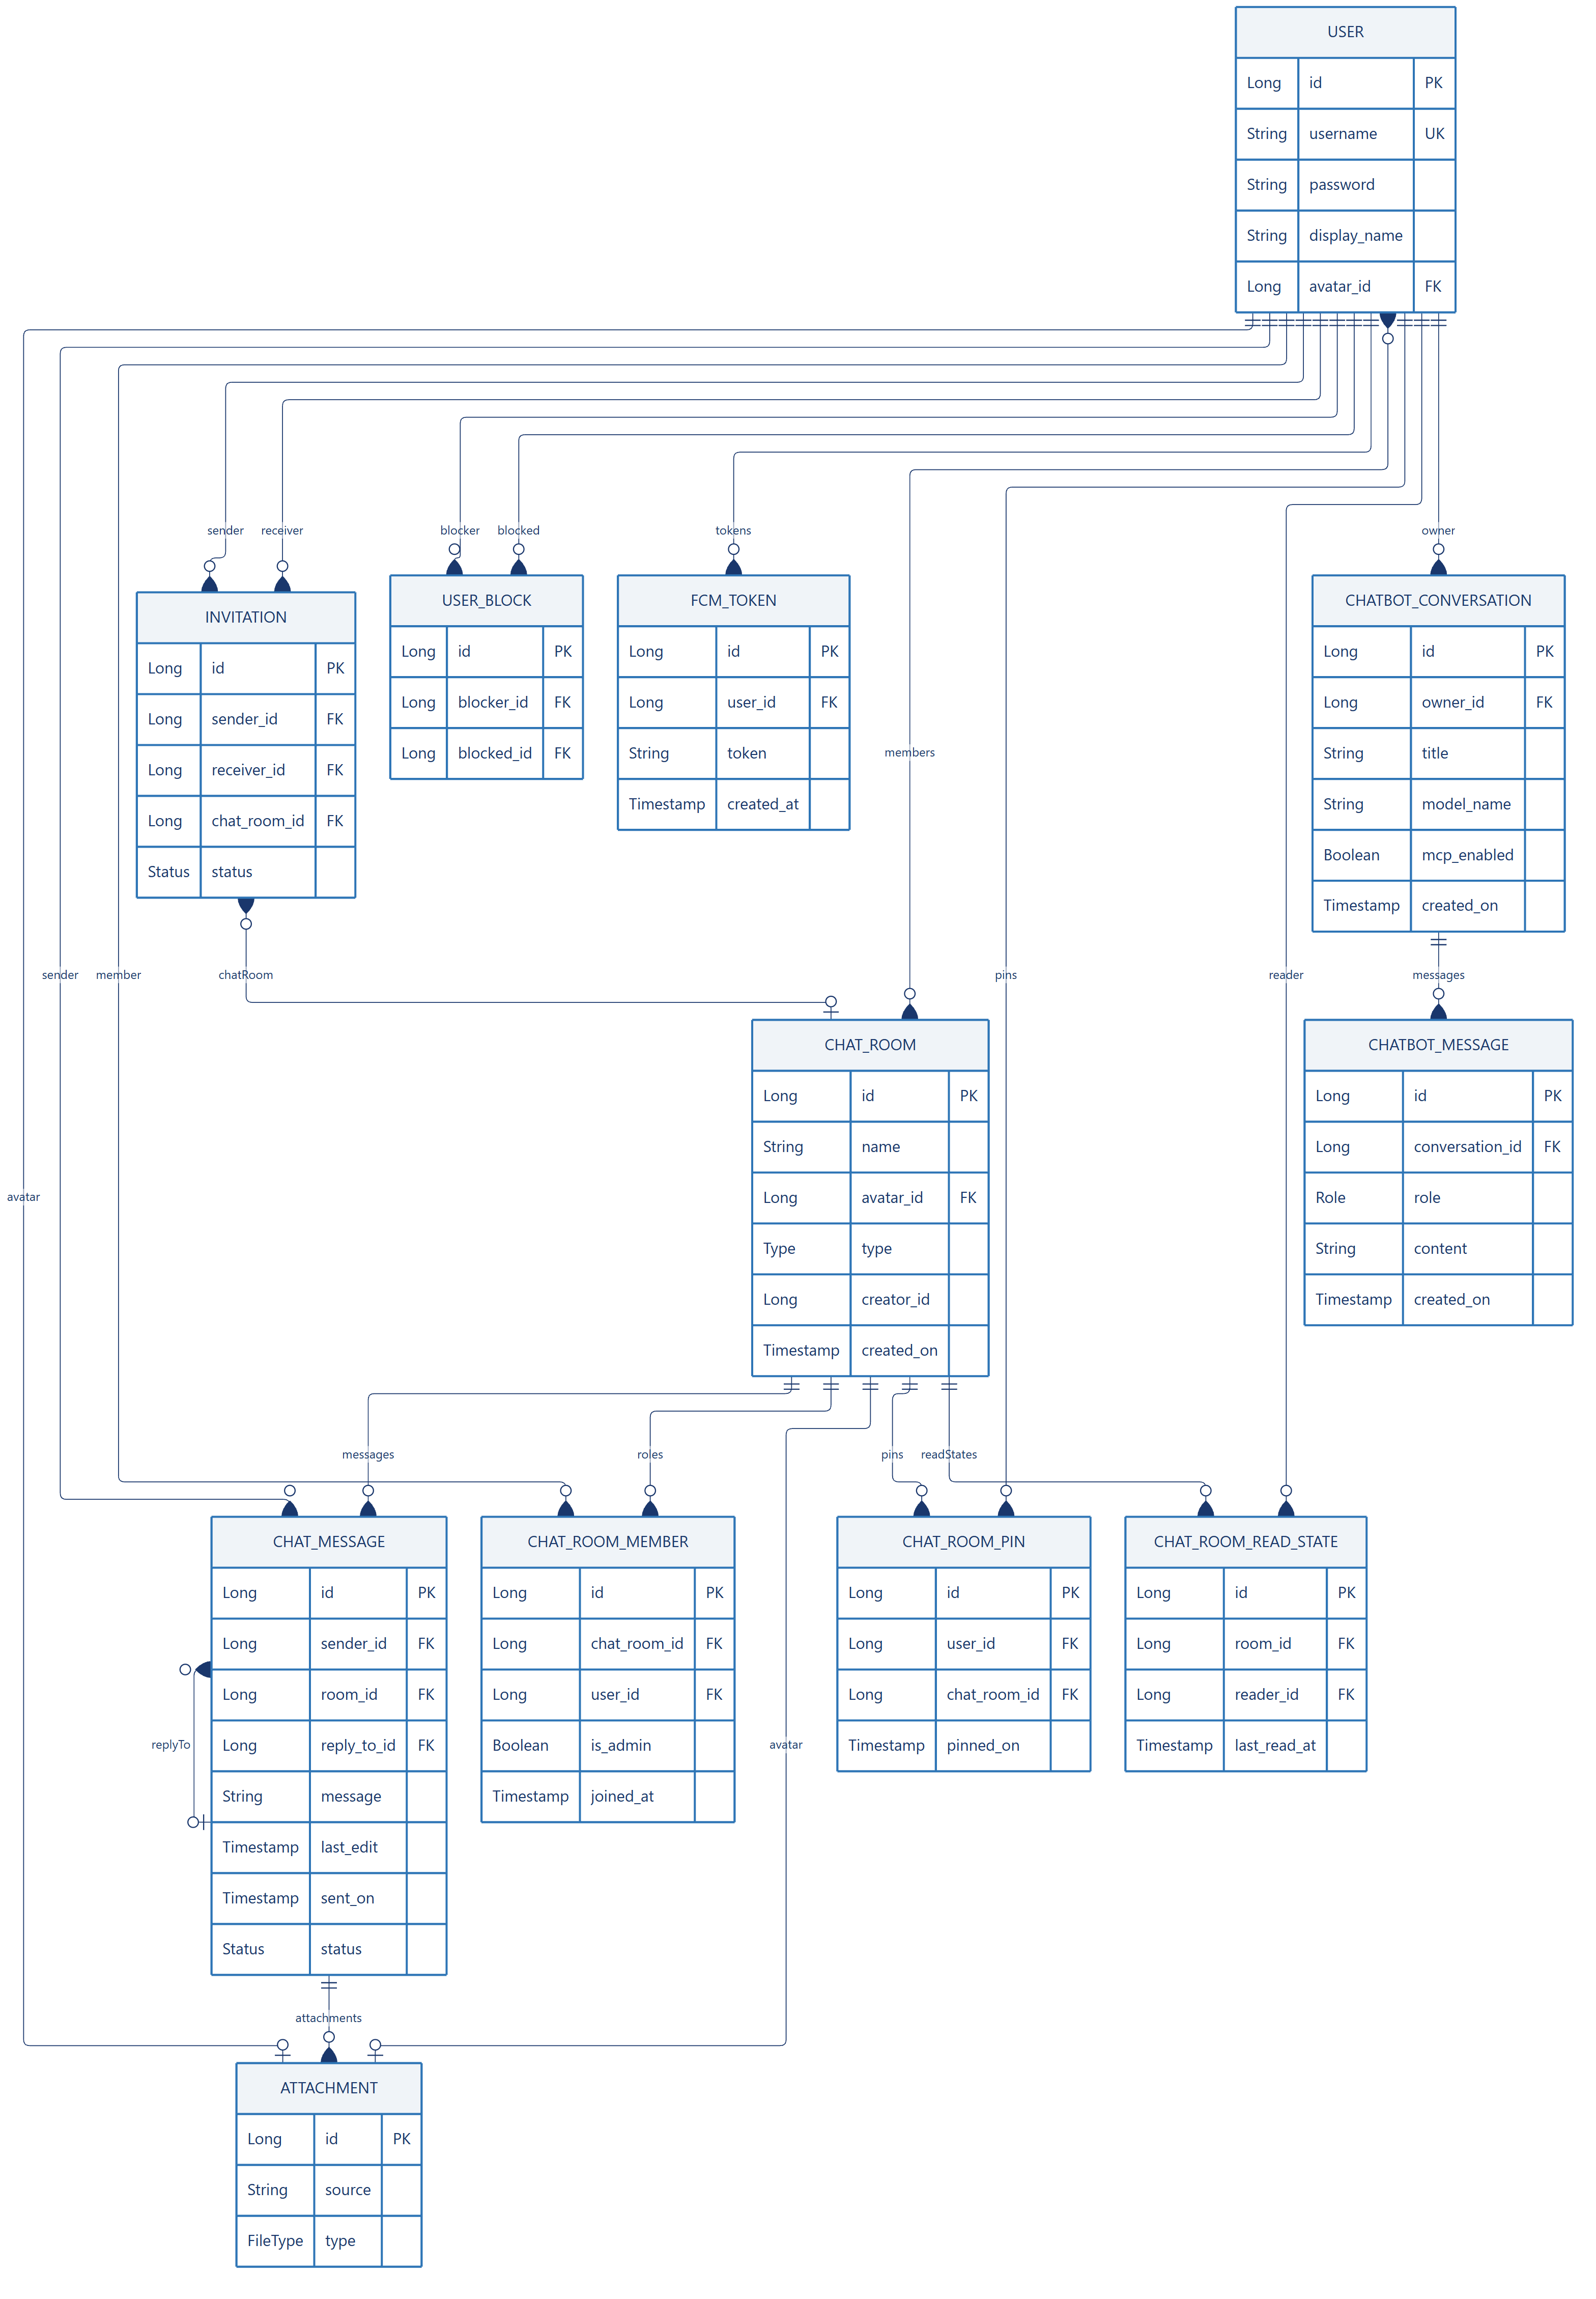 USER
Long id PK
String username UK
String password
String display_name
Long avatar_id FK
sender
receiver
blocker
blocked
tokens
owner
INVITATION
Long id PK
Long sender_id FK
Long receiver_id FK
Long chat_room_id FK
Status status
USER_BLOCK
Long id PK
Long blocker_id FK
Long blocked_id FK
FCM_TOKEN
Long id PK
Long user_id FK
String token
Timestamp created_at
members
CHATBOT_CONVERSATION
Long id PK
Long owner_id FK
String title
String model_name
Boolean mcp_enabled
Timestamp created_on
sender
member
chatRoom
pins
reader
messages
CHAT_ROOM
Long id PK
String name
Long avatar_id FK
Type type
Long creator_id
Timestamp created_on
CHATBOT_MESSAGE
Long id PK
Long conversation_id FK
Role role
String content
Timestamp created_on
avatar
messages
roles
pins
readStates
CHAT_MESSAGE
Long id PK
Long sender_id FK
Long room_id FK
Long reply_to_id FK
String message
Timestamp last_edit
Timestamp sent_on
Status status
replyTo
CHAT_ROOM_MEMBER
Long id PK
Long chat_room_id FK
Long user_id FK
Boolean is_admin
Timestamp joined_at
avatar
CHAT_ROOM_PIN
Long id PK
Long user_id FK
Long chat_room_id FK
Timestamp pinned_on
CHAT_ROOM_READ_STATE
Long id PK
Long room_id FK
Long reader_id FK
Timestamp last_read_at
attachments
ATTACHMENT
Long id PK
String source
FileType type